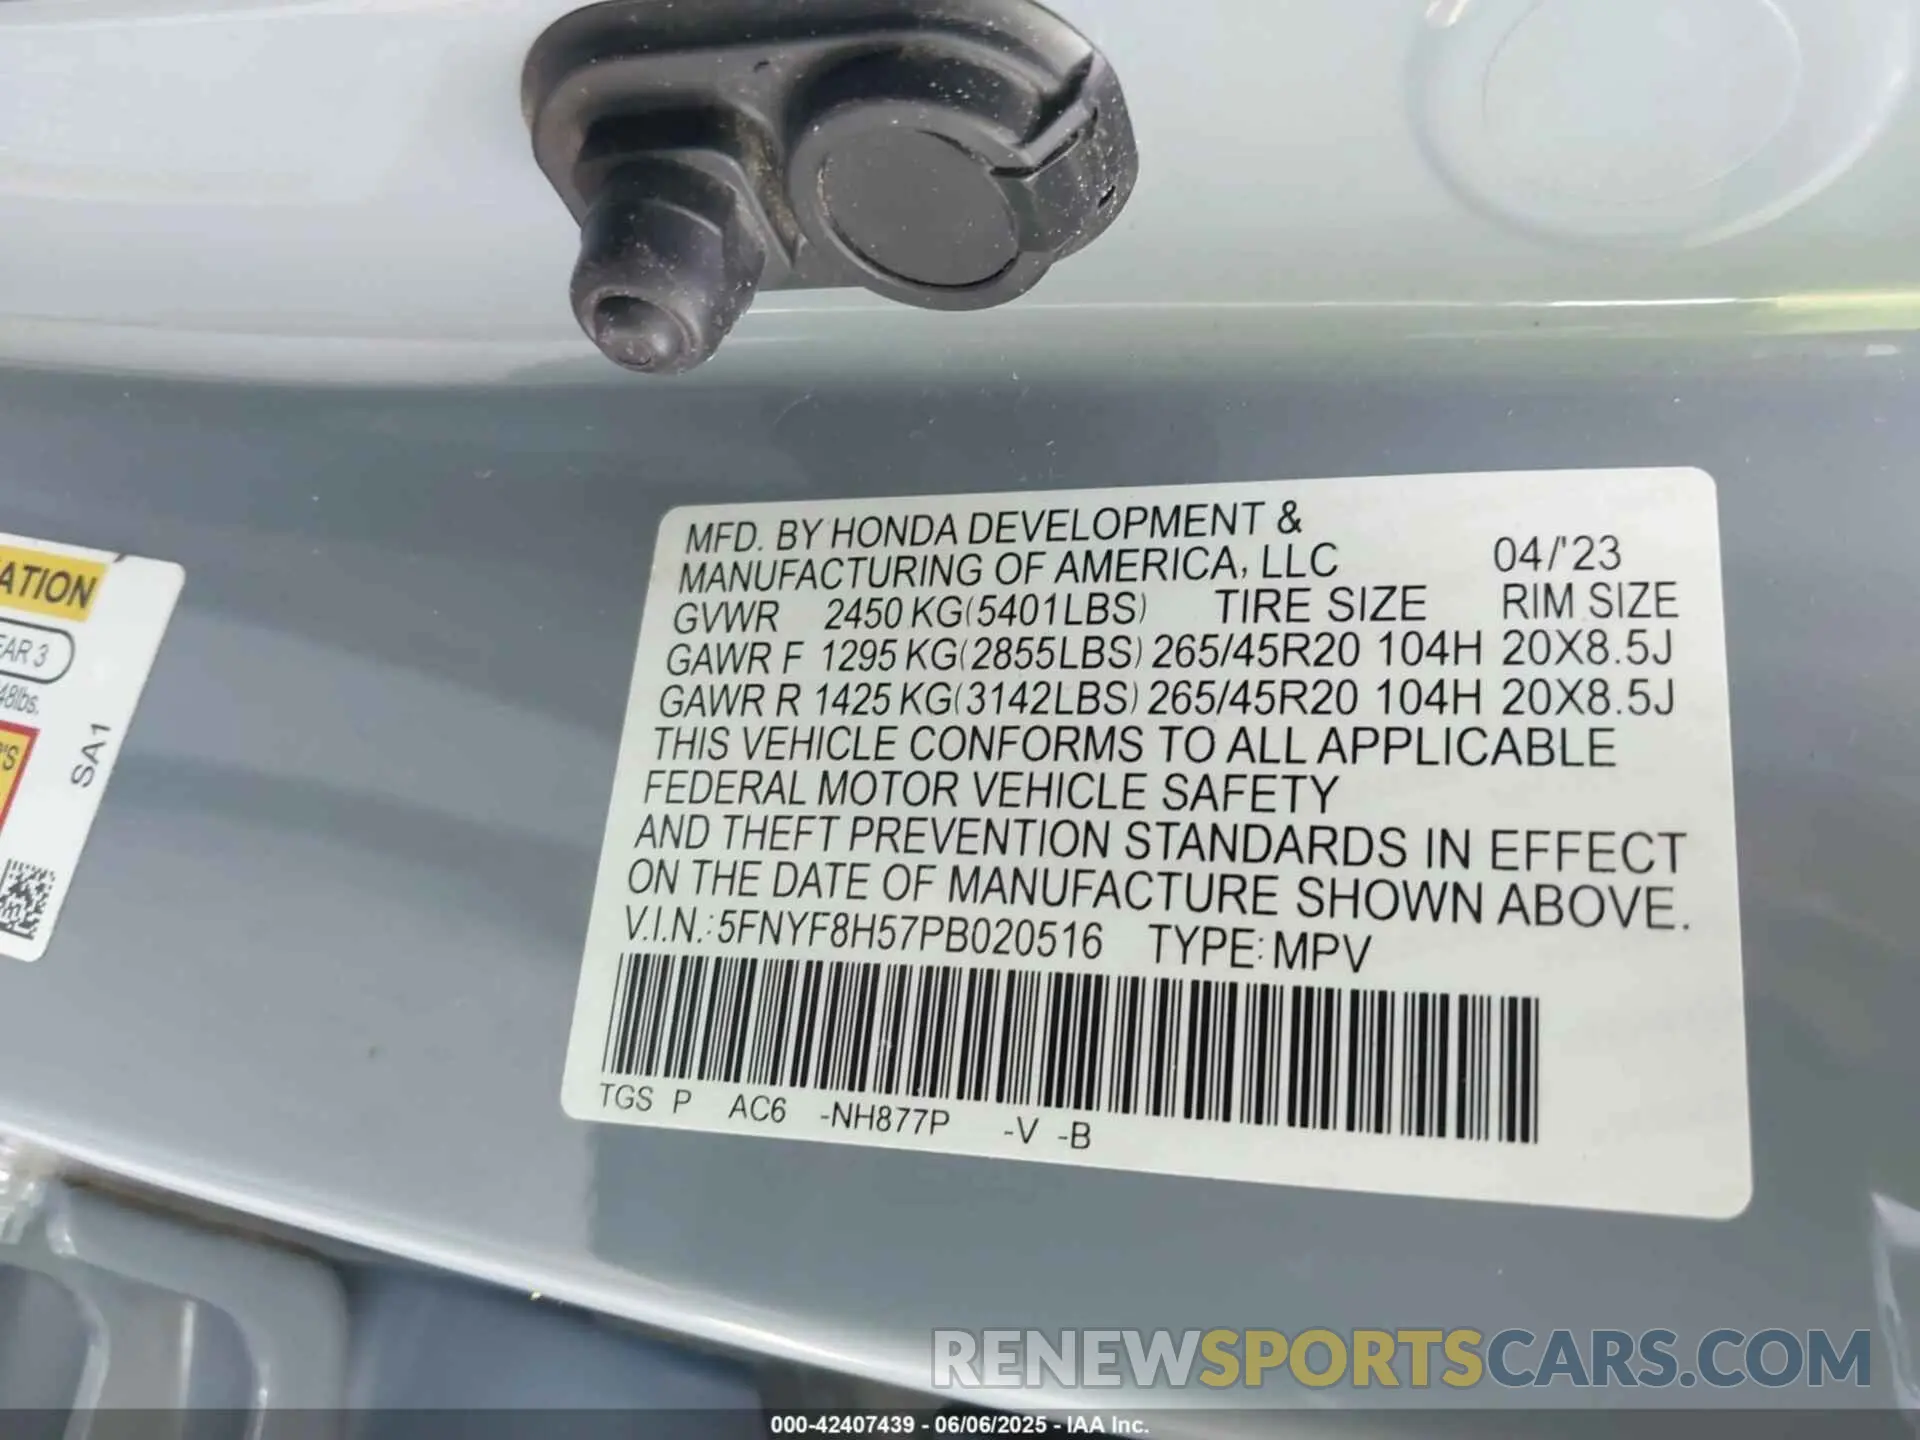 ATION
EAR 3
48lbs.
SA1
MFD. BY HONDA DEVELOPMENT &
MANUFACTURING OF AMERICA, LLC 04/'23
GVWR 2450 KG(5401LBS) TIRE SIZE RIM SIZE
GAWR F 1295 KG(2855LBS) 265/45R20 104H 20X8.5J
GAWR R 1425 KG(3142LBS) 265/45R20 104H 20X8.5J
THIS VEHICLE CONFORMS TO ALL APPLICABLE
FEDERAL MOTOR VEHICLE SAFETY
AND THEFT PREVENTION STANDARDS IN EFFECT
ON THE DATE OF MANUFACTURE SHOWN ABOVE.
V.I.N.: 5FNYF8H57PB020516 TYPE: MPV
TGS P AC6 -NH877P -V -B
RENEWSPORTSCARS.COM
000-42407439 - 06/06/2025 - IAA Inc.